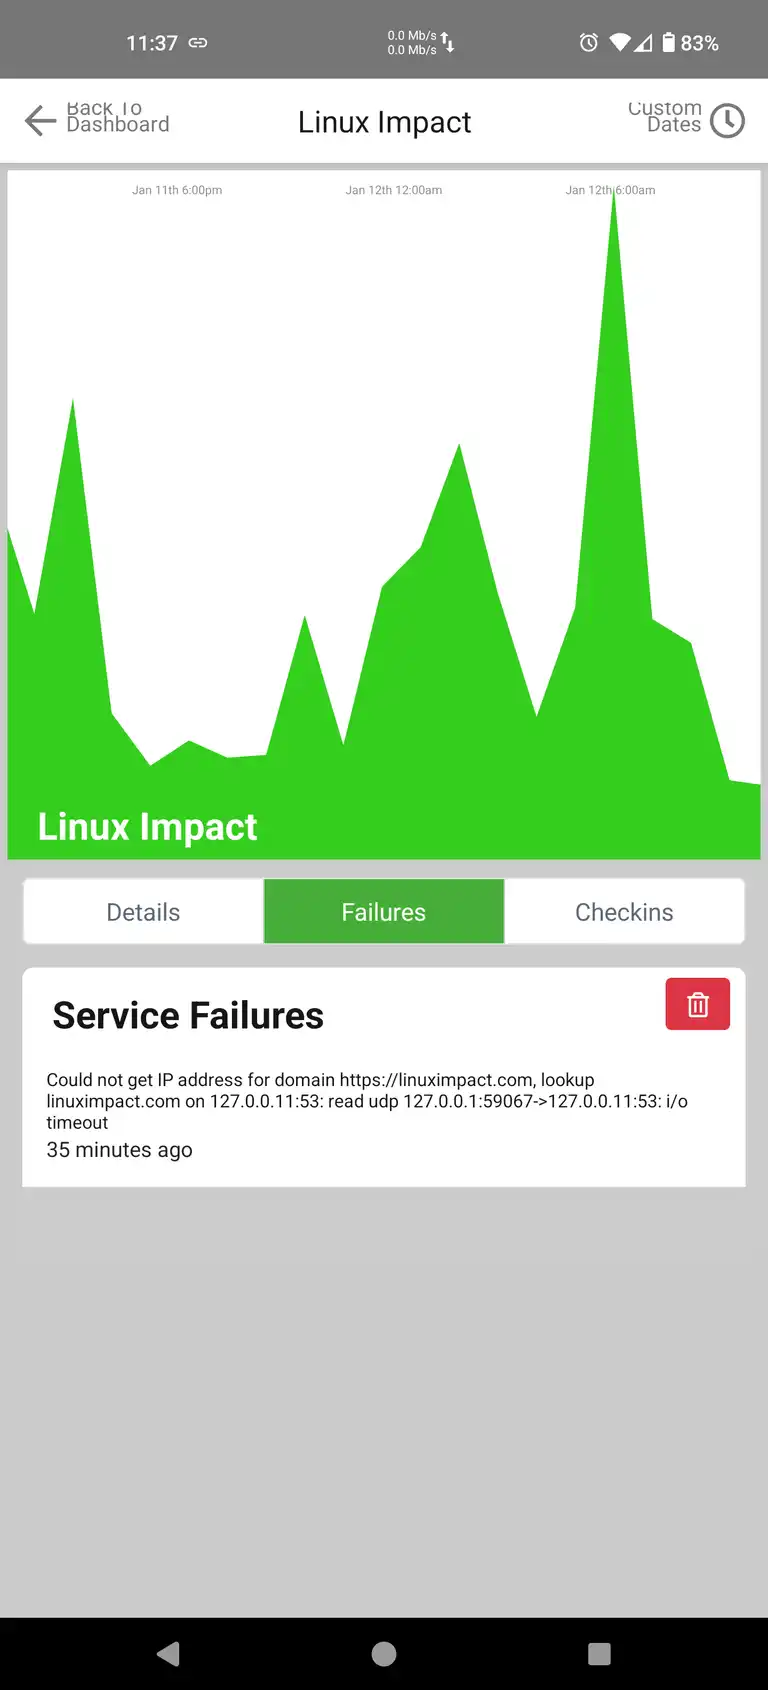 11:37
0.0 Mb/s
0.0 Mb/s
83%
Back To
Dashboard
Linux Impact
Custom
Dates
Jan 11th 6:00pm
Jan 12th 12:00am
Jan 12th 6:00am
Linux Impact
Details
Failures
Checkins
Service Failures
Could not get IP address for domain https://linuximpact.com, lookup
linuximpact.com on 127.0.0.11:53: read udp 127.0.0.1:59067->127.0.0.11:53: i/o
timeout
35 minutes ago